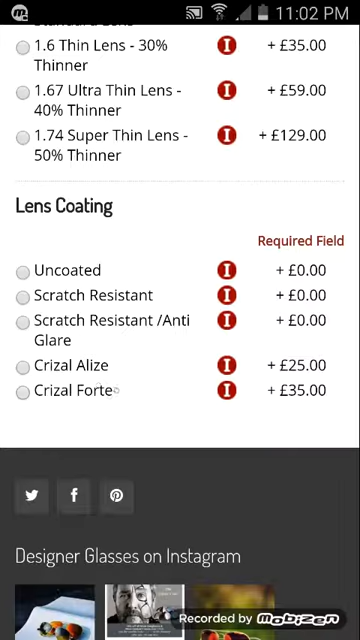 11:02 PM
1.6 Thin Lens - 30% Thinner + £35.00
1.67 Ultra Thin Lens - 40% Thinner + £59.00
1.74 Super Thin Lens - 50% Thinner + £129.00
Lens Coating
Required Field
Uncoated + £0.00
Scratch Resistant + £0.00
Scratch Resistant /Anti Glare + £0.00
Crizal Alize + £25.00
Crizal Forte + £35.00
Designer Glasses on Instagram
Recorded by Mobizen